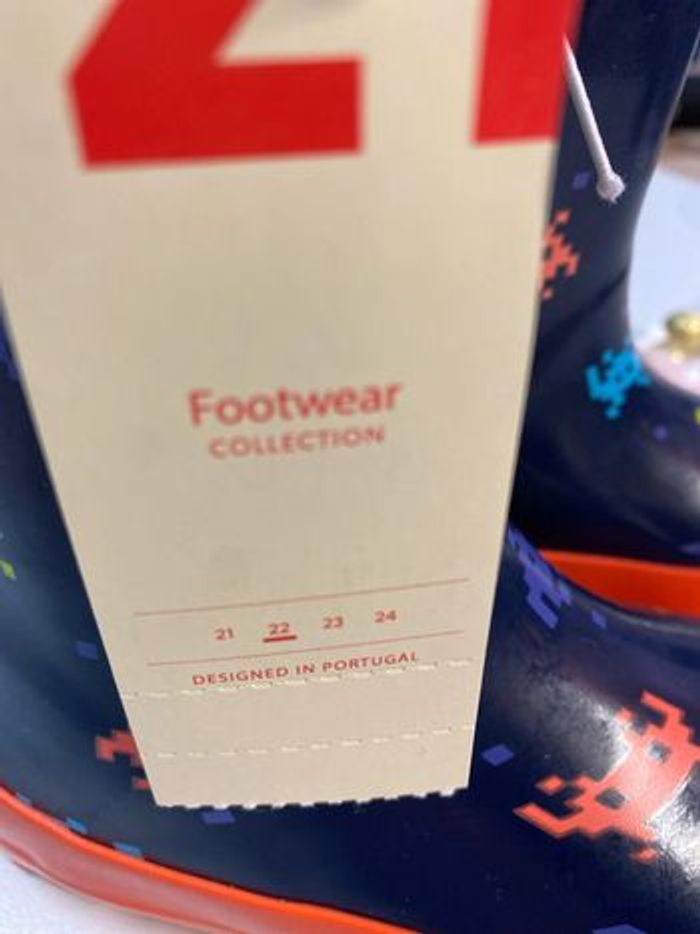 Footwear
COLLECTION
21 22 23 24
DESIGNED IN PORTUGAL